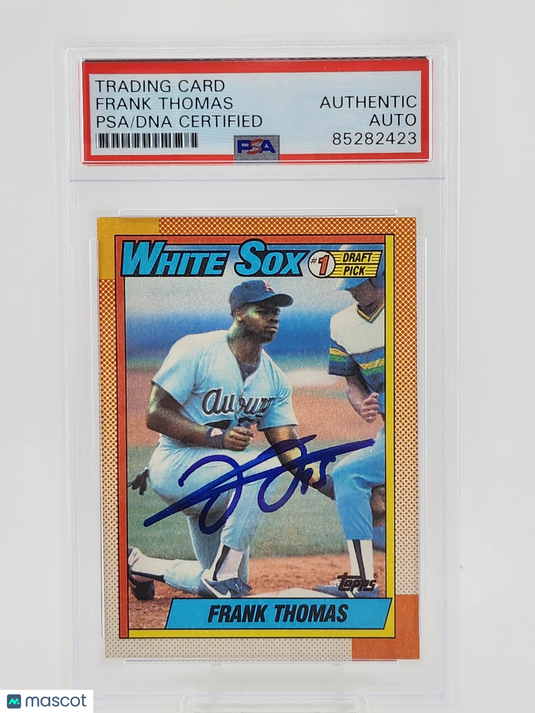 TRADING CARD
FRANK THOMAS
PSA/DNA CERTIFIED
AUTHENTIC
AUTO
85282423
PSA
WHITE SOX #1 DRAFT PICK
Auburn
topps
FRANK THOMAS
mascot